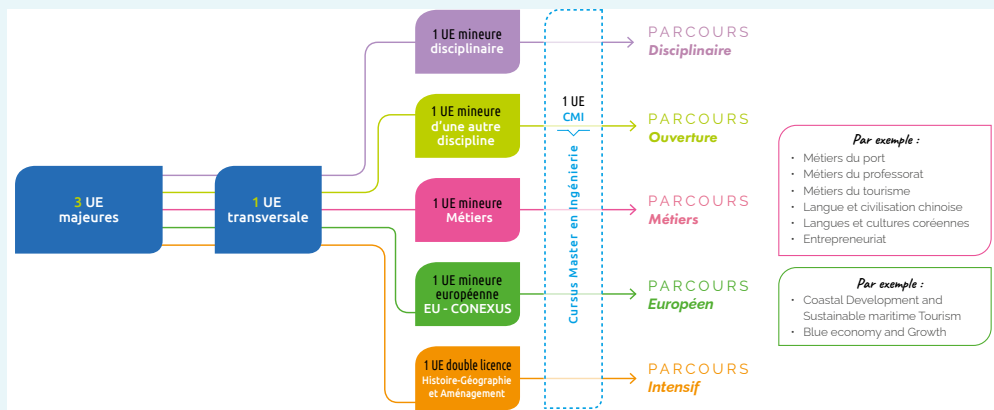 3 UE
majeures
1 UE
transversale
1 UE mineure
disciplinaire
1 UE mineure
d'une autre
discipline
1 UE mineure
Métiers
1 UE mineure
européenne
EU - CONEXUS
1 UE double licence
Histoire-Géographie
et Aménagement
1 UE
CMI
Cursus Master en Ingénierie
PARCOURS
Disciplinaire
PARCOURS
Ouverture
PARCOURS
Métiers
PARCOURS
Européen
PARCOURS
Intensif
Par exemple :
• Métiers du port
• Métiers du professorat
• Métiers du tourisme
• Langue et civilisation chinoise
• Langues et cultures coréennes
• Entrepreneuriat
Par exemple :
• Coastal Development and
Sustainable maritime Tourism
• Blue economy and Growth